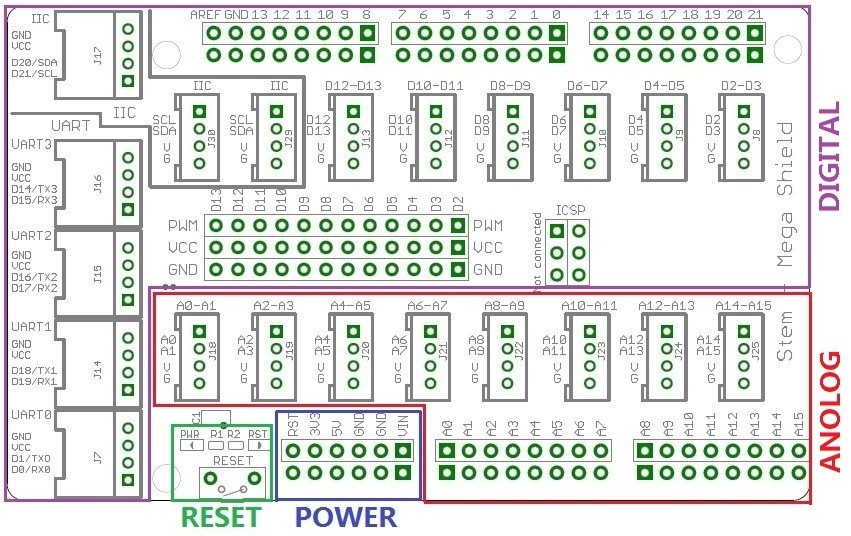 IIC
GND
VCC
D20/SDA
D21/SCL
J17
AREF GND 13 12 11 10 9 8
7 6 5 4 3 2 1 0
14 15 16 17 18 19 20 21
IIC
UART
IIC
SCL
SDA
V
G
J30
IIC
SCL
SDA
V
G
J29
D12-D13
D12
D13
V
G
J13
D10-D11
D10
D11
V
G
J12
D8-D9
D8
D9
V
G
J11
D6-D7
D6
D7
V
G
J10
D4-D5
D4
D5
V
G
J9
D2-D3
D2
D3
V
G
J8
DIGITAL
UART3
GND
VCC
D14/TX3
D15/RX3
J16
D13 D12 D11 D10 D9 D8 D7 D6 D5 D4 D3 D2
PWM PWM
VCC VCC
GND GND
ICSP
Not connected
Stem - Mega Shield
UART2
GND
VCC
D16/TX2
D17/RX2
J15
A0-A1
A0
A1
V
G
J18
A2-A3
A2
A3
V
G
J19
A4-A5
A4
A5
V
G
J20
A6-A7
A6
A7
V
G
J21
A8-A9
A8
A9
V
G
J22
A10-A11
A10
A11
V
G
J23
A12-A13
A12
A13
V
G
J24
A14-A15
A14
A15
V
G
J25
ANOLOG
UART1
GND
VCC
D18/TX1
D19/RX1
J14
UART0
GND
VCC
D1/TX0
D0/RX0
J7
C1
PWR R1 R2 RST
RESET
RST 3V3 5V GND GND VIN
A0 A1 A2 A3 A4 A5 A6 A7
A8 A9 A10 A11 A12 A13 A14 A15
RESET
POWER